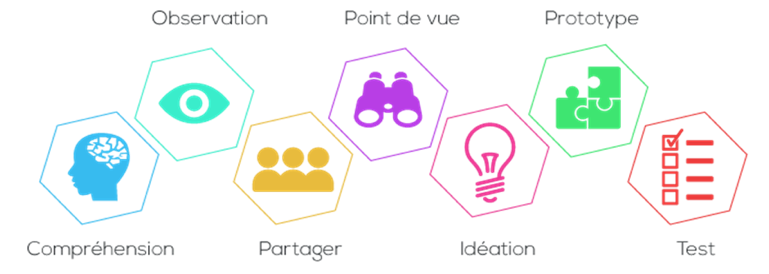 Observation
Point de vue
Prototype
Compréhension
Partager
Idéation
Test